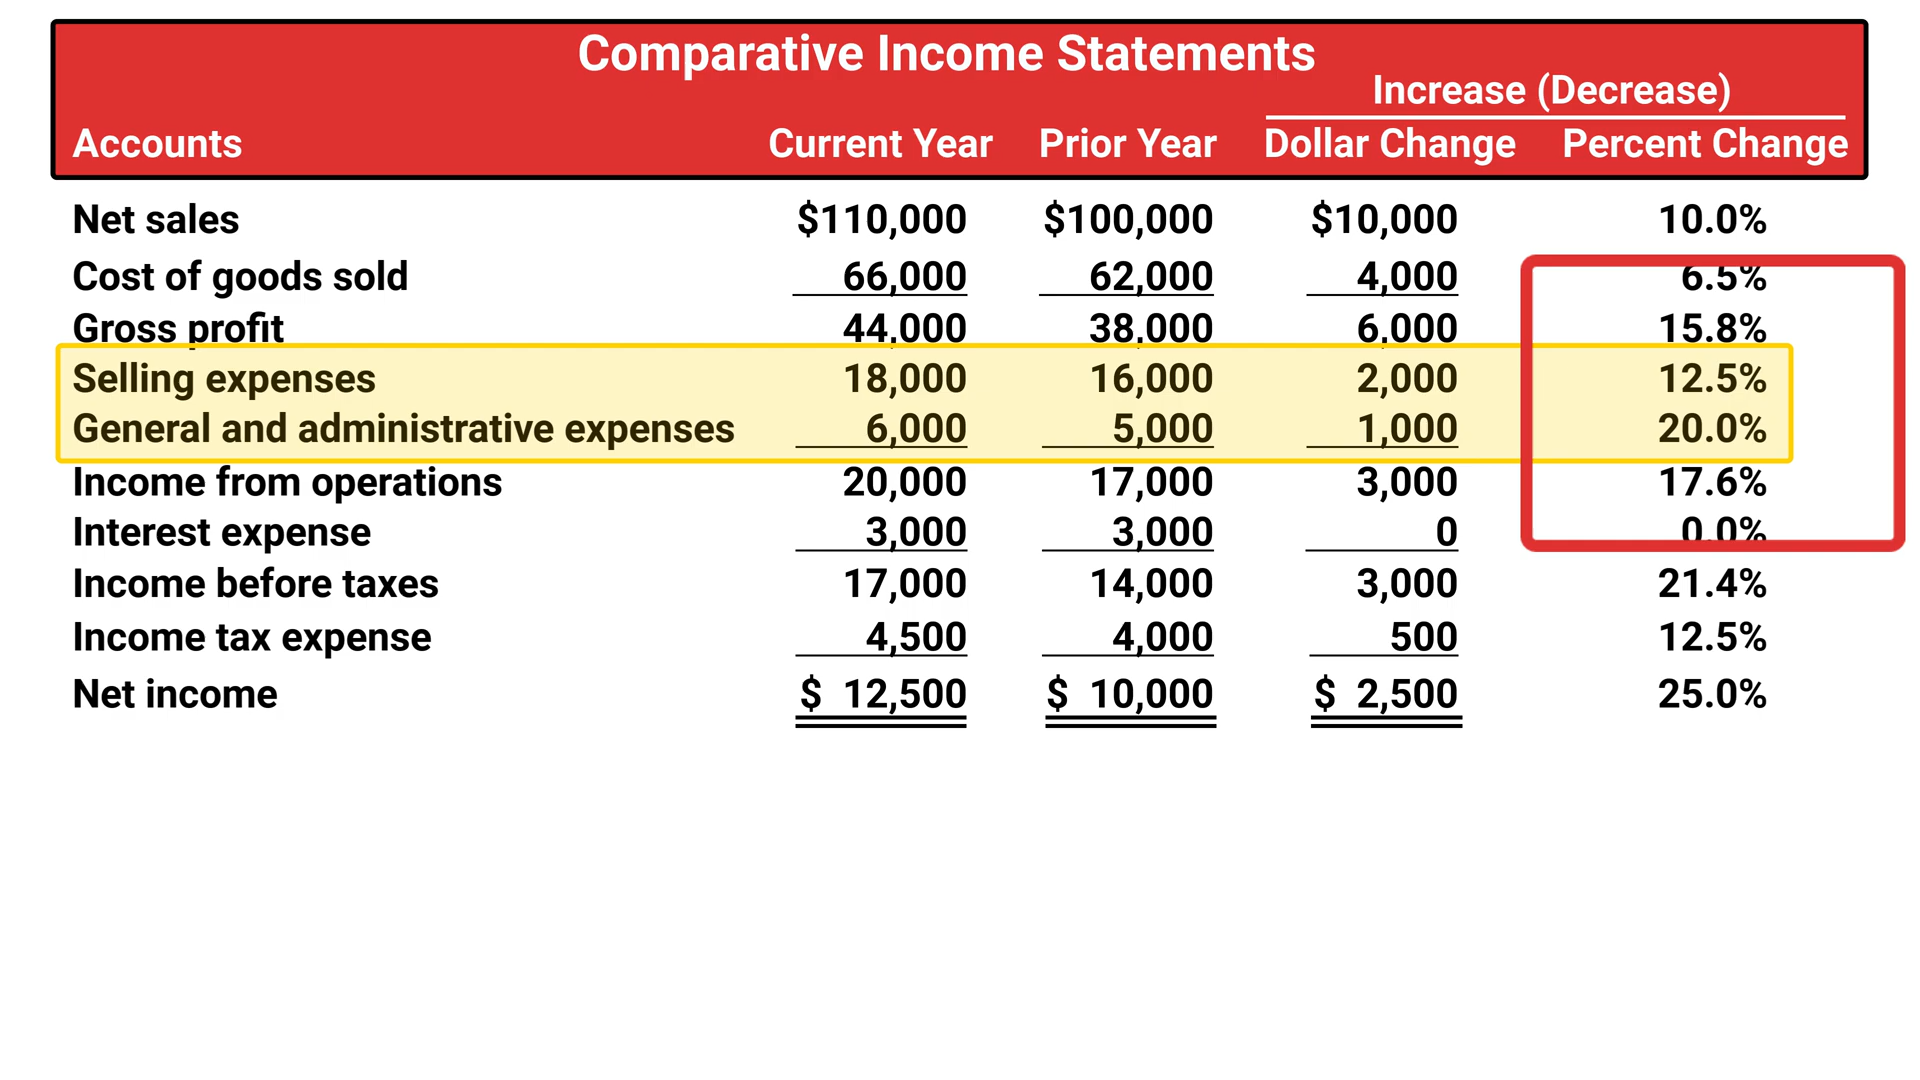 Comparative Income Statements
Increase (Decrease)
Accounts Current Year Prior Year Dollar Change Percent Change
Net sales $110,000 $100,000 $10,000 10.0%
Cost of goods sold 66,000 62,000 4,000 6.5%
Gross profit 44,000 38,000 6,000 15.8%
Selling expenses 18,000 16,000 2,000 12.5%
General and administrative expenses 6,000 5,000 1,000 20.0%
Income from operations 20,000 17,000 3,000 17.6%
Interest expense 3,000 3,000 0 0.0%
Income before taxes 17,000 14,000 3,000 21.4%
Income tax expense 4,500 4,000 500 12.5%
Net income $ 12,500 $ 10,000 $ 2,500 25.0%